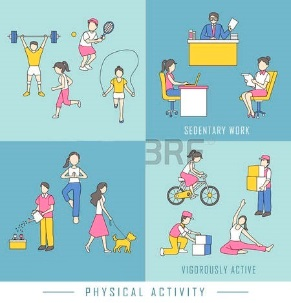 SEDENTARY WORK
VIGOROUSLY ACTIVE
PHYSICAL ACTIVITY